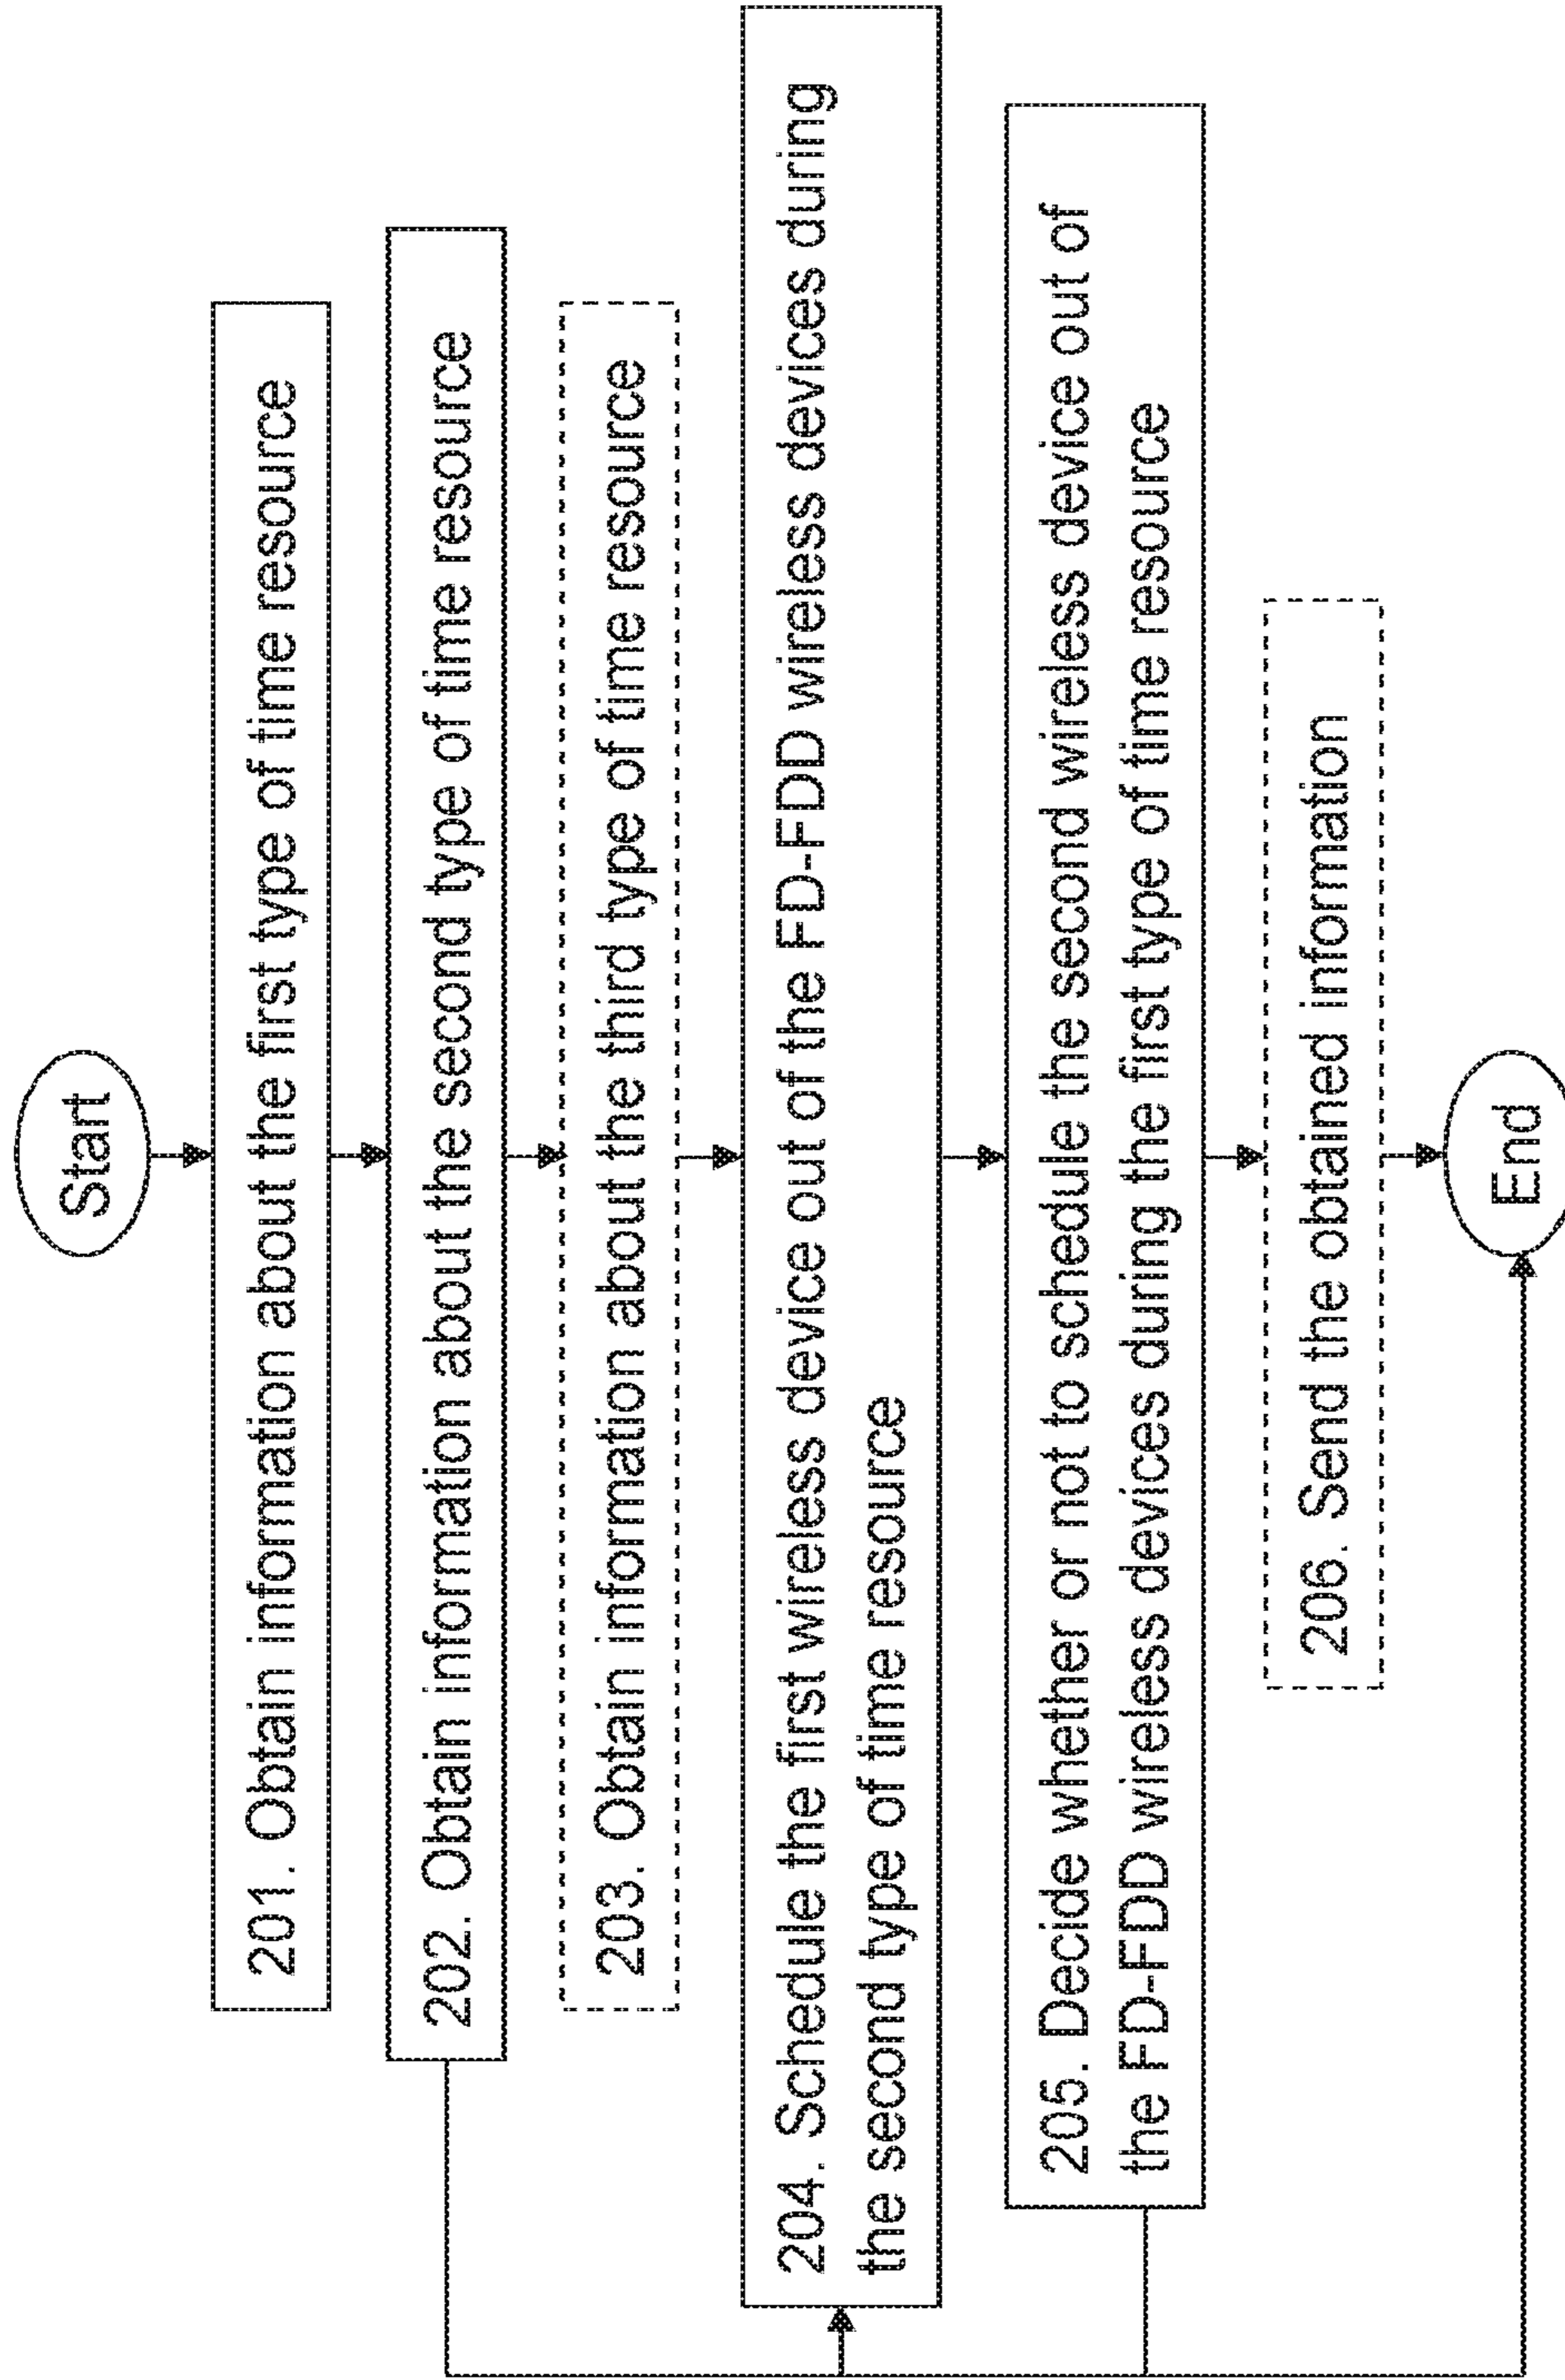 Start
201. Obtain information about the first type of time resource
202. Obtain information about the second type of time resource
203. Obtain information about the third type of time resource
204. Schedule the first wireless device out of the FD-FDD wireless devices during
the second type of time resource
205. Decide whether or not to schedule the second wireless device out of
the FD-FDD wireless devices during the first type of time resource
206. Send the obtained information
End